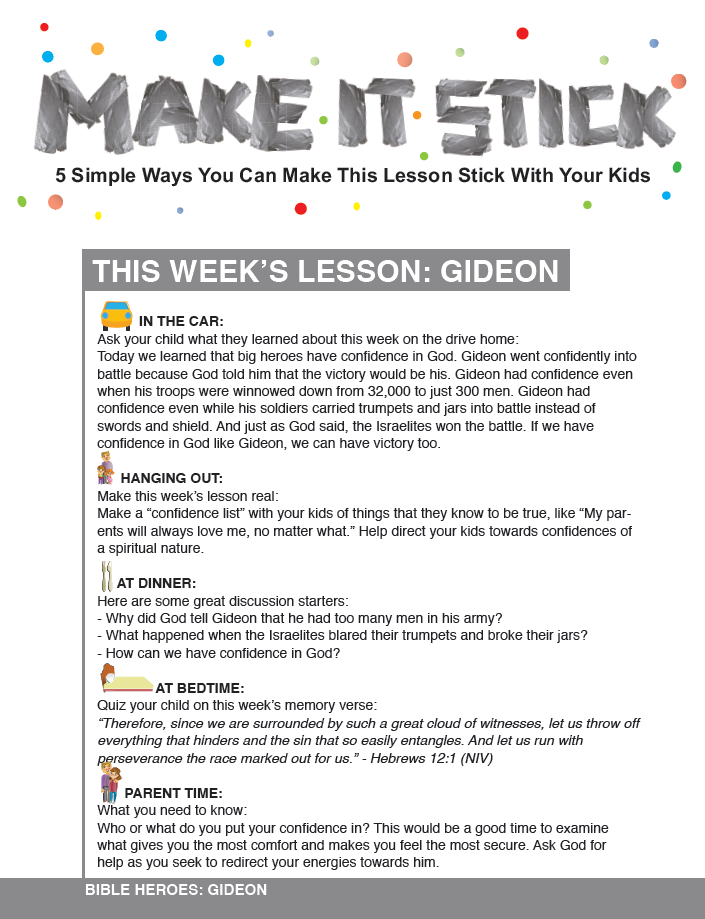 MAKE IT STICK
5 Simple Ways You Can Make This Lesson Stick With Your Kids
THIS WEEK’S LESSON: GIDEON
IN THE CAR:
Ask your child what they learned about this week on the drive home:
Today we learned that big heroes have confidence in God. Gideon went confidently into
battle because God told him that the victory would be his. Gideon had confidence even
when his troops were winnowed down from 32,000 to just 300 men. Gideon had
confidence even while his soldiers carried trumpets and jars into battle instead of
swords and shield. And just as God said, the Israelites won the battle. If we have
confidence in God like Gideon, we can have victory too.
HANGING OUT:
Make this week’s lesson real:
Make a “confidence list” with your kids of things that they know to be true, like “My par-
ents will always love me, no matter what.” Help direct your kids towards confidences of
a spiritual nature.
AT DINNER:
Here are some great discussion starters:
- Why did God tell Gideon that he had too many men in his army?
- What happened when the Israelites blared their trumpets and broke their jars?
- How can we have confidence in God?
AT BEDTIME:
Quiz your child on this week’s memory verse:
“Therefore, since we are surrounded by such a great cloud of witnesses, let us throw off
everything that hinders and the sin that so easily entangles. And let us run with
perseverance the race marked out for us.” - Hebrews 12:1 (NIV)
PARENT TIME:
What you need to know:
Who or what do you put your confidence in? This would be a good time to examine
what gives you the most comfort and makes you feel the most secure. Ask God for
help as you seek to redirect your energies towards him.
BIBLE HEROES: GIDEON